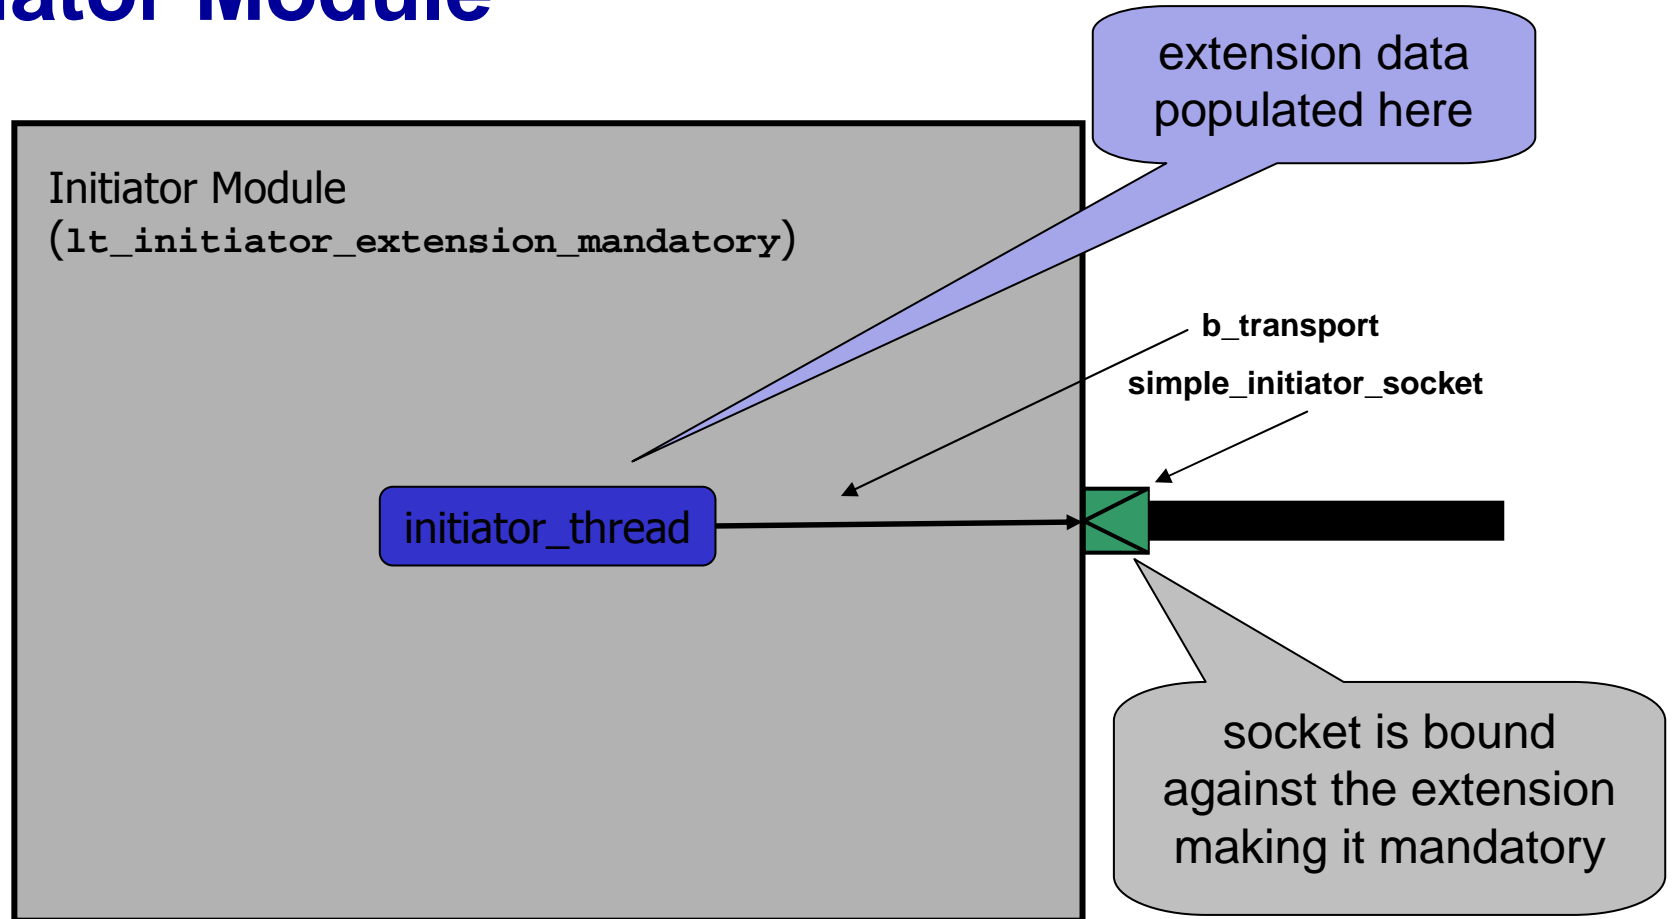 Module
extension data
populated here
Initiator Module
(lt_initiator_extension_mandatory)
b_transport
simple_initiator_socket
initiator_thread
socket is bound
against the extension
making it mandatory